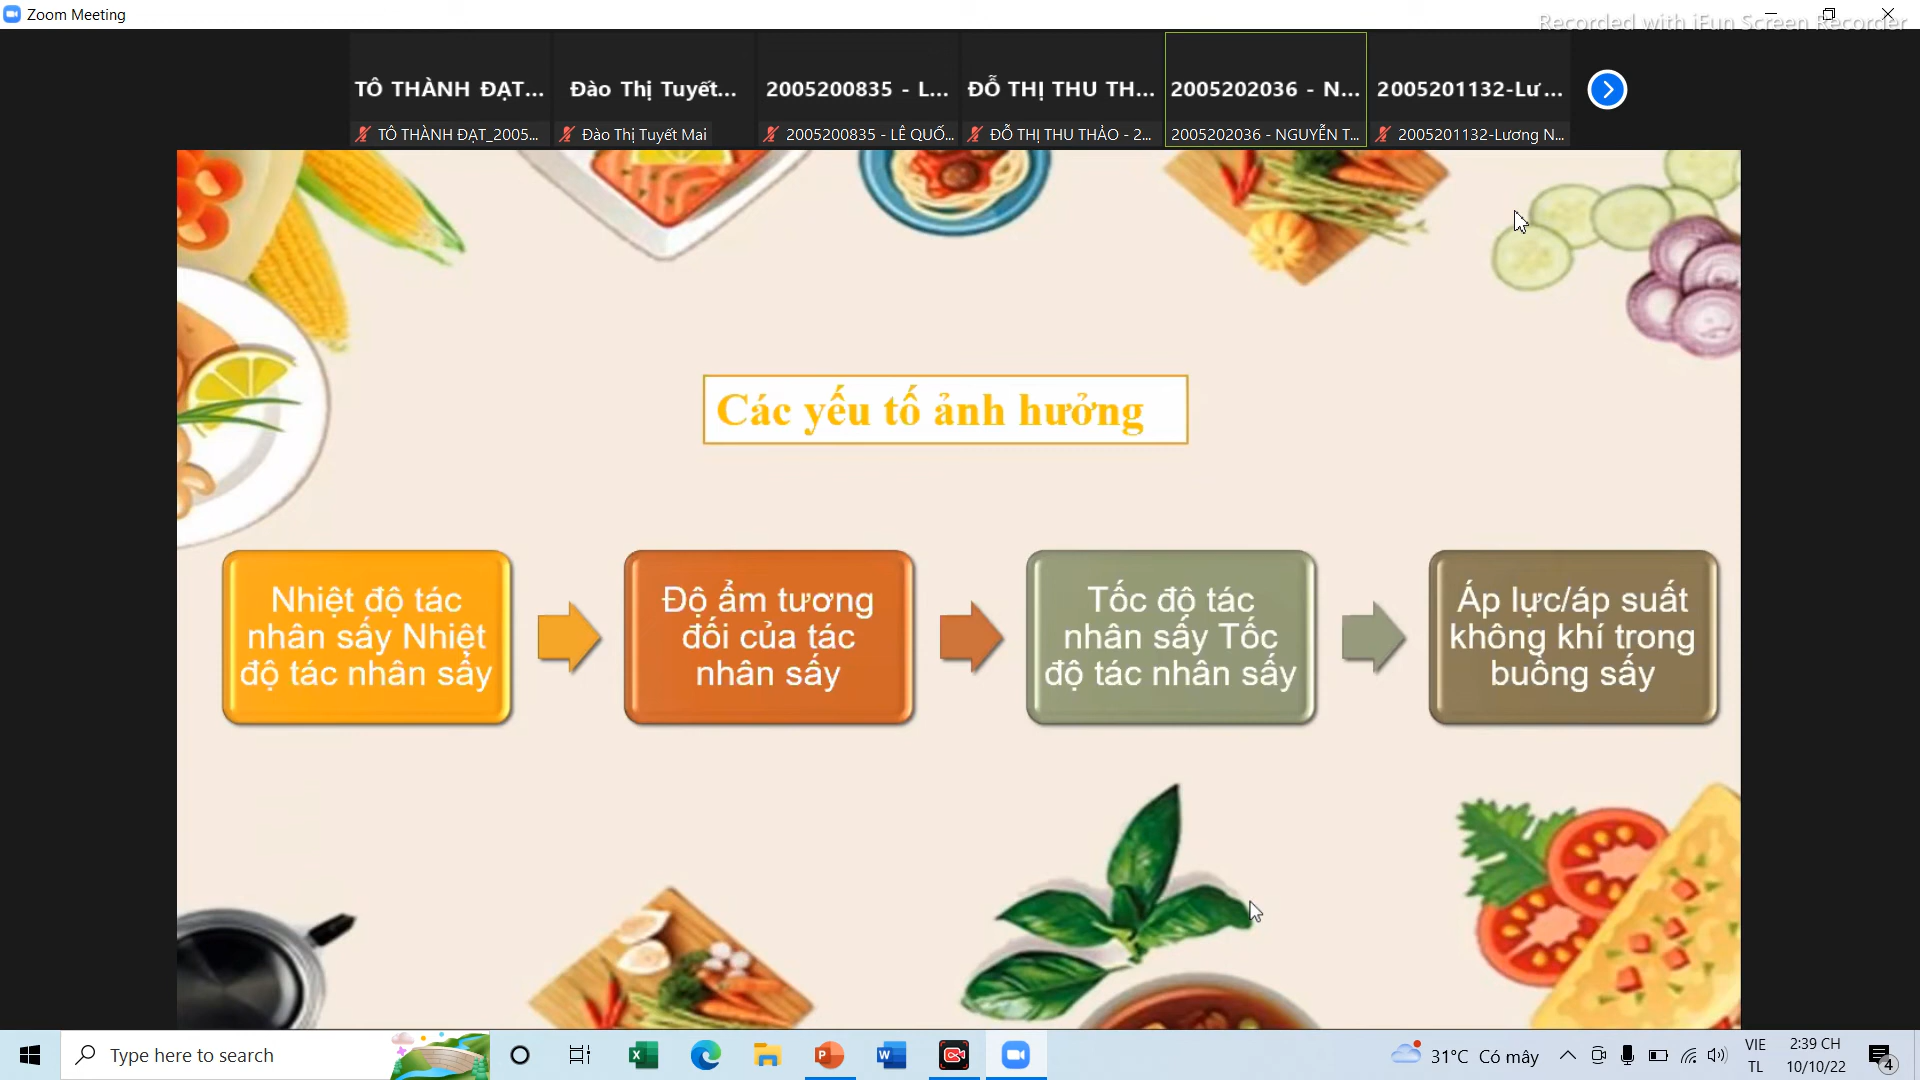 Zoom Meeting
Recorded with iFun Screen Recorder
TÔ THÀNH ĐẠT...
Đào Thị Tuyết...
2005200835 - L...
ĐỖ THỊ THU TH...
2005202036 - N...
2005201132-Lư...
TÔ THÀNH ĐẠT_2005...
Đào Thị Tuyết Mai
2005200835 - LÊ QUỐ...
ĐỖ THỊ THU THẢO - 2...
2005202036 - NGUYỄN T...
2005201132-Lương N...
Các yếu tố ảnh hưởng
Nhiệt độ tác
nhân sấy Nhiệt
độ tác nhân sấy
Độ ẩm tương
đối của tác
nhân sấy
Tốc độ tác
nhân sấy Tốc
độ tác nhân sấy
Áp lực/áp suất
không khí trong
buồng sấy
Type here to search
31°C Có mây
VIE
TL
2:39 CH
10/10/22
4